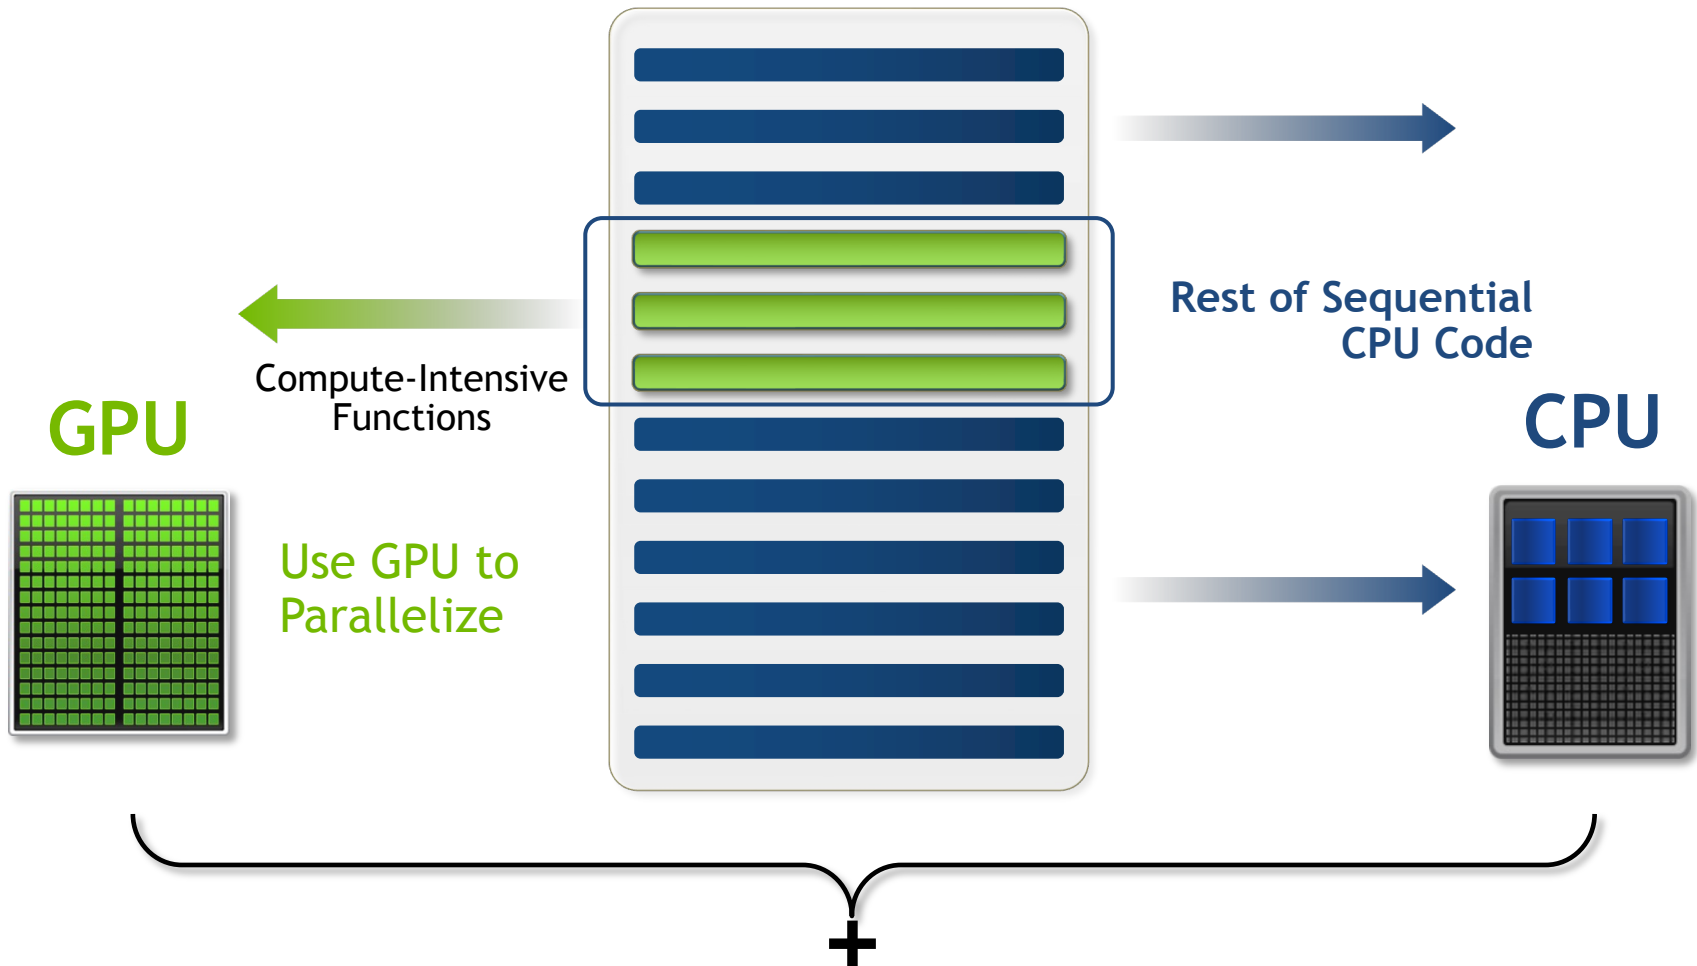 Rest of Sequential
CPU Code
Compute-Intensive
Functions
GPU
CPU
Use GPU to
Parallelize
+